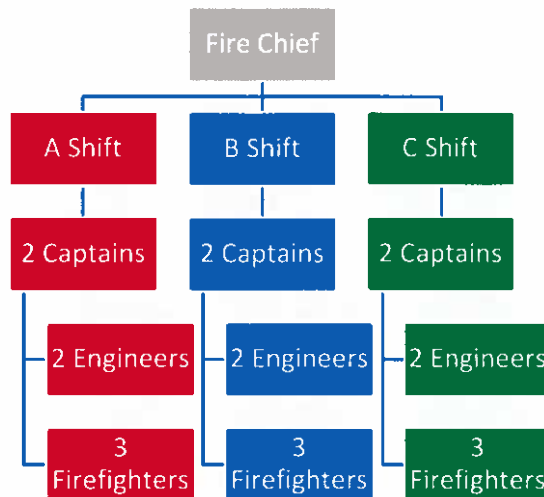 Fire Chief
A Shift
B Shift
C Shift
2 Captains
2 Captains
2 Captains
2 Engineers
2 Engineers
2 Engineers
3
Firefighters
3
Firefighters
3
Firefighters